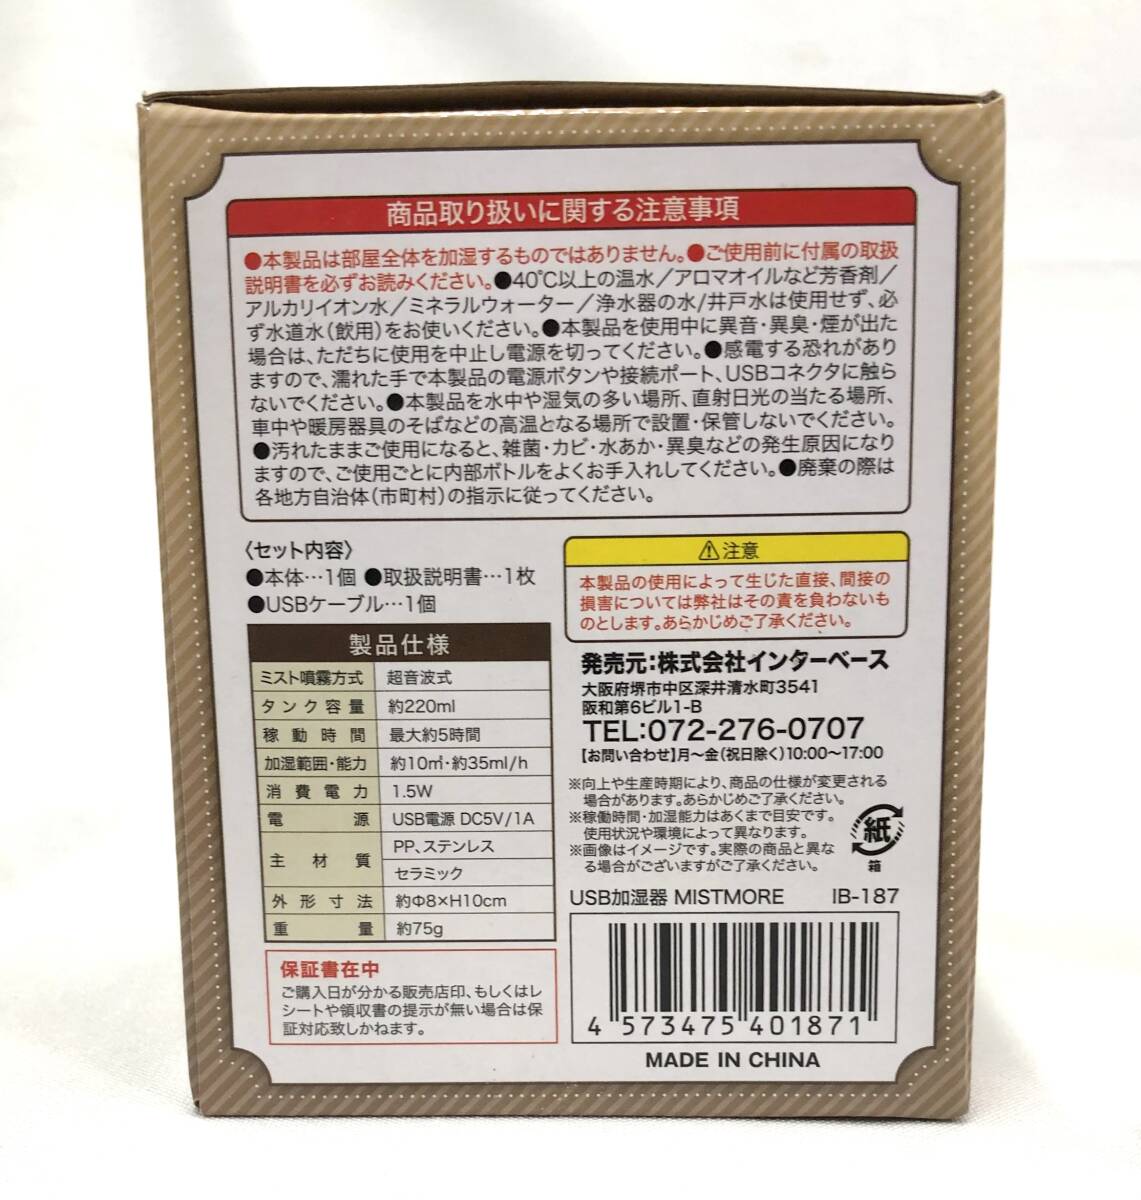 商品取り扱いに関する注意事項
●本製品は部屋全体を加湿するものではありません。●ご使用前に付属の取扱
説明書を必ずお読みください。●40℃以上の温水／アロマオイルなど芳香剤／
アルカリイオン水／ミネラルウォーター／浄水器の水/井戸水は使用せず、必
ず水道水（飲用）をお使いください。●本製品を使用中に異音・異臭・煙が出た
場合は、ただちに使用を中止し電源を切ってください。●感電する恐れがあり
ますので、濡れた手で本製品の電源ボタンや接続ポート、USBコネクタに触ら
ないでください。●本製品を水中や湿気の多い場所、直射日光の当たる場所、
車中や暖房器具のそばなどの高温となる場所で設置・保管しないでください。
●汚れたままご使用になると、雑菌・カビ・水あか・異臭などの発生原因になり
ますので、ご使用ごとに内部ボトルをよくお手入れしてください。●廃棄の際は
各地方自治体（市町村）の指示に従ってください。
〈セット内容〉
●本体…1個 ●取扱説明書…1枚
●USBケーブル…1個
製品仕様
ミスト噴霧方式 超音波式
タンク容量 約220ml
稼動時間 最大約5時間
加湿範囲・能力 約10㎡・約35ml/h
消費電力 1.5W
電源 USB電源 DC5V/1A
主材質 PP、ステンレス
セラミック
外形寸法 約Φ8×H10cm
重量 約75g
保証書在中
ご購入日が分かる販売店印、もしくはレ
シートや領収書の提示が無い場合は保
証対応致しかねます。
⚠注意
本製品の使用によって生じた直接、間接の
損害については弊社はその責を負わないも
のとします。あらかじめご了承ください。
発売元：株式会社インターベース
大阪府堺市中区深井清水町3541
阪和第6ビル1-B
TEL:072-276-0707
【お問い合わせ】月～金（祝日除く）10:00～17:00
※向上や生産時期により、商品の仕様が変更される
場合があります。あらかじめご了承ください。
※稼働時間・加湿能力はあくまで目安です。
使用状況や環境によって異なります。
※画像はイメージです。実際の商品と異な
る場合がございますがご了承ください。
紙
箱
USB加湿器 MISTMORE IB-187
4 573475 401871
MADE IN CHINA